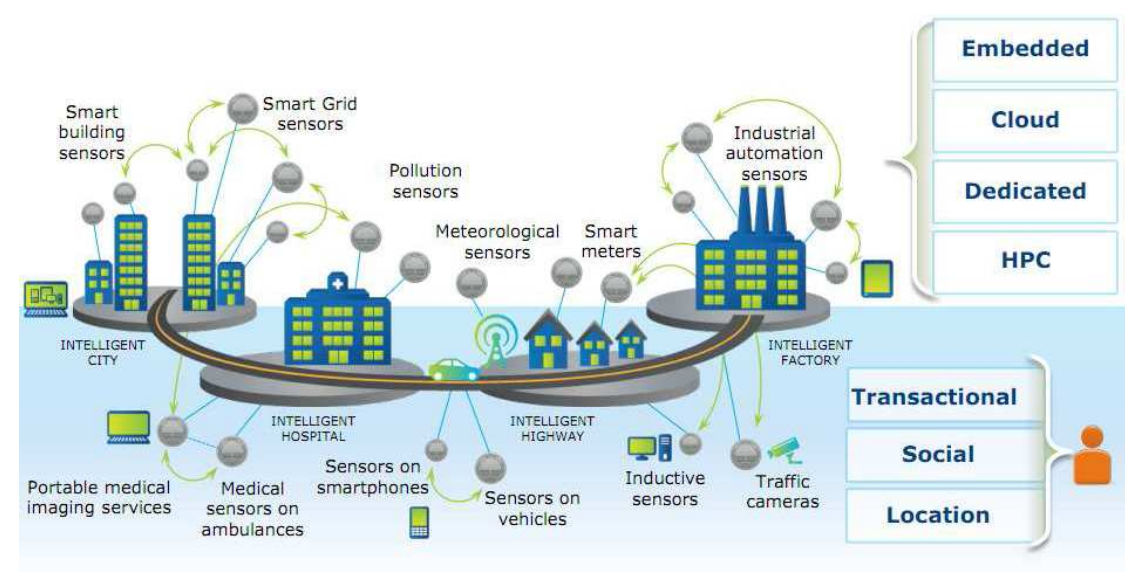 Smart
building
sensors
Smart Grid
sensors
Pollution
sensors
Meteorological
sensors
Smart
meters
Industrial
automation
sensors
INTELLIGENT
CITY
INTELLIGENT
HOSPITAL
INTELLIGENT
HIGHWAY
INTELLIGENT
FACTORY
Portable medical
imaging services
Medical
sensors on
ambulances
Sensors on
smartphones
Sensors on
vehicles
Inductive
sensors
Traffic
cameras
Embedded
Cloud
Dedicated
HPC
Transactional
Social
Location